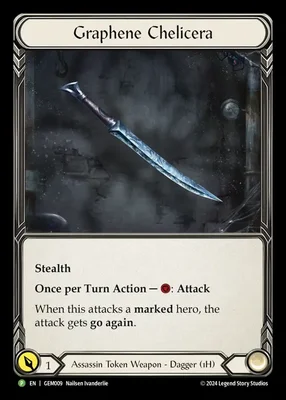 Graphene Chelicera
Stealth
Once per Turn Action — : Attack
When this attacks a marked hero, the
attack gets go again.
1
Assassin Token Weapon - Dagger (1H)
P EN | GEM009 Nailsen Ivanderlie
© 2024 Legend Story Studios